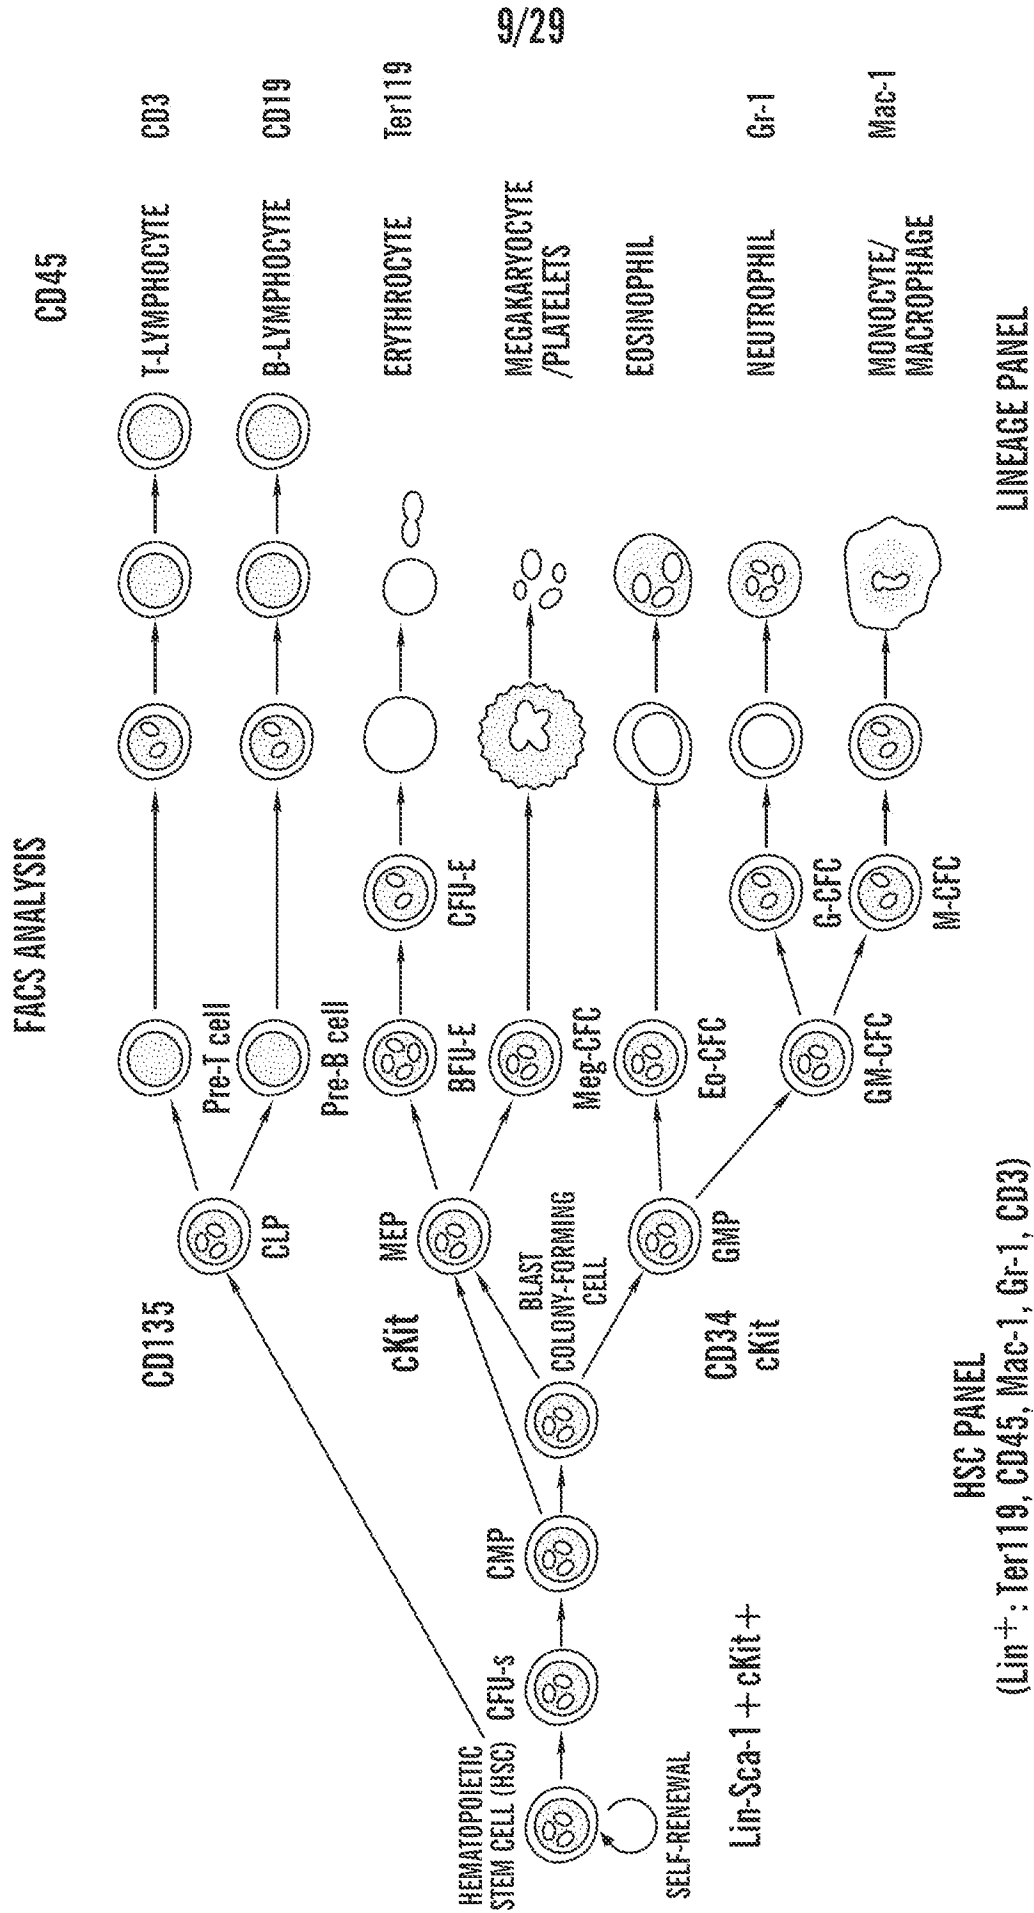 9/29
FACS ANALYSIS
CD45
T-LYMPHOCYTE
CD3
Pre-T cell
B-LYMPHOCYTE
CD19
Pre-B cell
CD135
CLP
ERYTHROCYTE
Ter119
CFU-E
BFU-E
MEP
cKit
MEGAKARYOCYTE
/PLATELETS
Meg-CFC
BLAST
COLONY-FORMING
CELL
HEMATOPOIETIC
STEM CELL (HSC)
CFU-s
CMP
SELF-RENEWAL
EOSINOPHIL
Eo-CFC
GMP
CD34
cKit
Lin-Sca-1 + cKit +
NEUTROPHIL
Gr-1
G-CFC
GM-CFC
MONOCYTE/
MACROPHAGE
Mac-1
M-CFC
HSC PANEL
(Lin +: Ter119, CD45, Mac-1, Gr-1, CD3)
LINEAGE PANEL